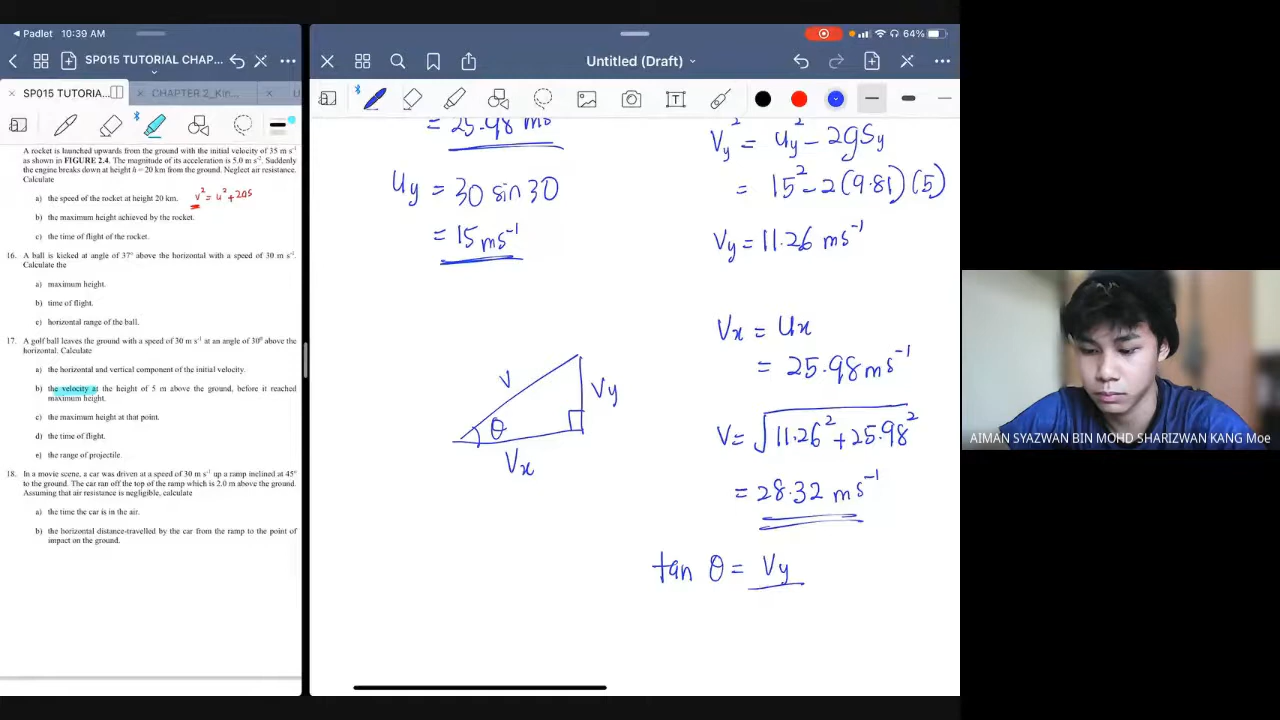 Padlet 10:39 AM
64%
SP015 TUTORIAL CHAP...
Untitled (Draft)
SP015 TUTORIA...
CHAPTER 2_Kin...
A rocket is launched upwards from the ground with the initial velocity of 35 m s⁻¹
as shown in FIGURE 2.4. The magnitude of its acceleration is 5.0 m s⁻². Suddenly
the engine breaks down at height h = 20 km from the ground. Neglect air resistance.
Calculate
a) the speed of the rocket at height 20 km. v² = u² + 2as
b) the maximum height achieved by the rocket.
c) the time of flight of the rocket.
16. A ball is kicked at angle of 37° above the horizontal with a speed of 30 m s⁻¹.
Calculate the
a) maximum height.
b) time of flight.
c) horizontal range of the ball.
17. A golf ball leaves the ground with a speed of 30 m s⁻¹ at an angle of 30⁰ above the
horizontal. Calculate
a) the horizontal and vertical component of the initial velocity.
b) the velocity at the height of 5 m above the ground, before it reached
maximum height.
c) the maximum height at that point.
d) the time of flight.
e) the range of projectile.
18. In a movie scene, a car was driven at a speed of 30 m s⁻¹ up a ramp inclined at 45°
to the ground. The car ran off the top of the ramp which is 2.0 m above the ground.
Assuming that air resistance is negligible, calculate
a) the time the car is in the air.
b) the horizontal distance-travelled by the car from the ramp to the point of
impact on the ground.
= 25.98 ms
uy = 30 sin 30
= 15 ms⁻¹
v
Vy
θ
Vx
Vy² = uy² - 2gSy
= 15² - 2(9.81)(5)
Vy = 11.26 ms⁻¹
Vx = Ux
= 25.98 ms⁻¹
V = √11.26² + 25.98²
= 28.32 ms⁻¹
tan θ = Vy
AIMAN SYAZWAN BIN MOHD SHARIZWAN KANG Moe